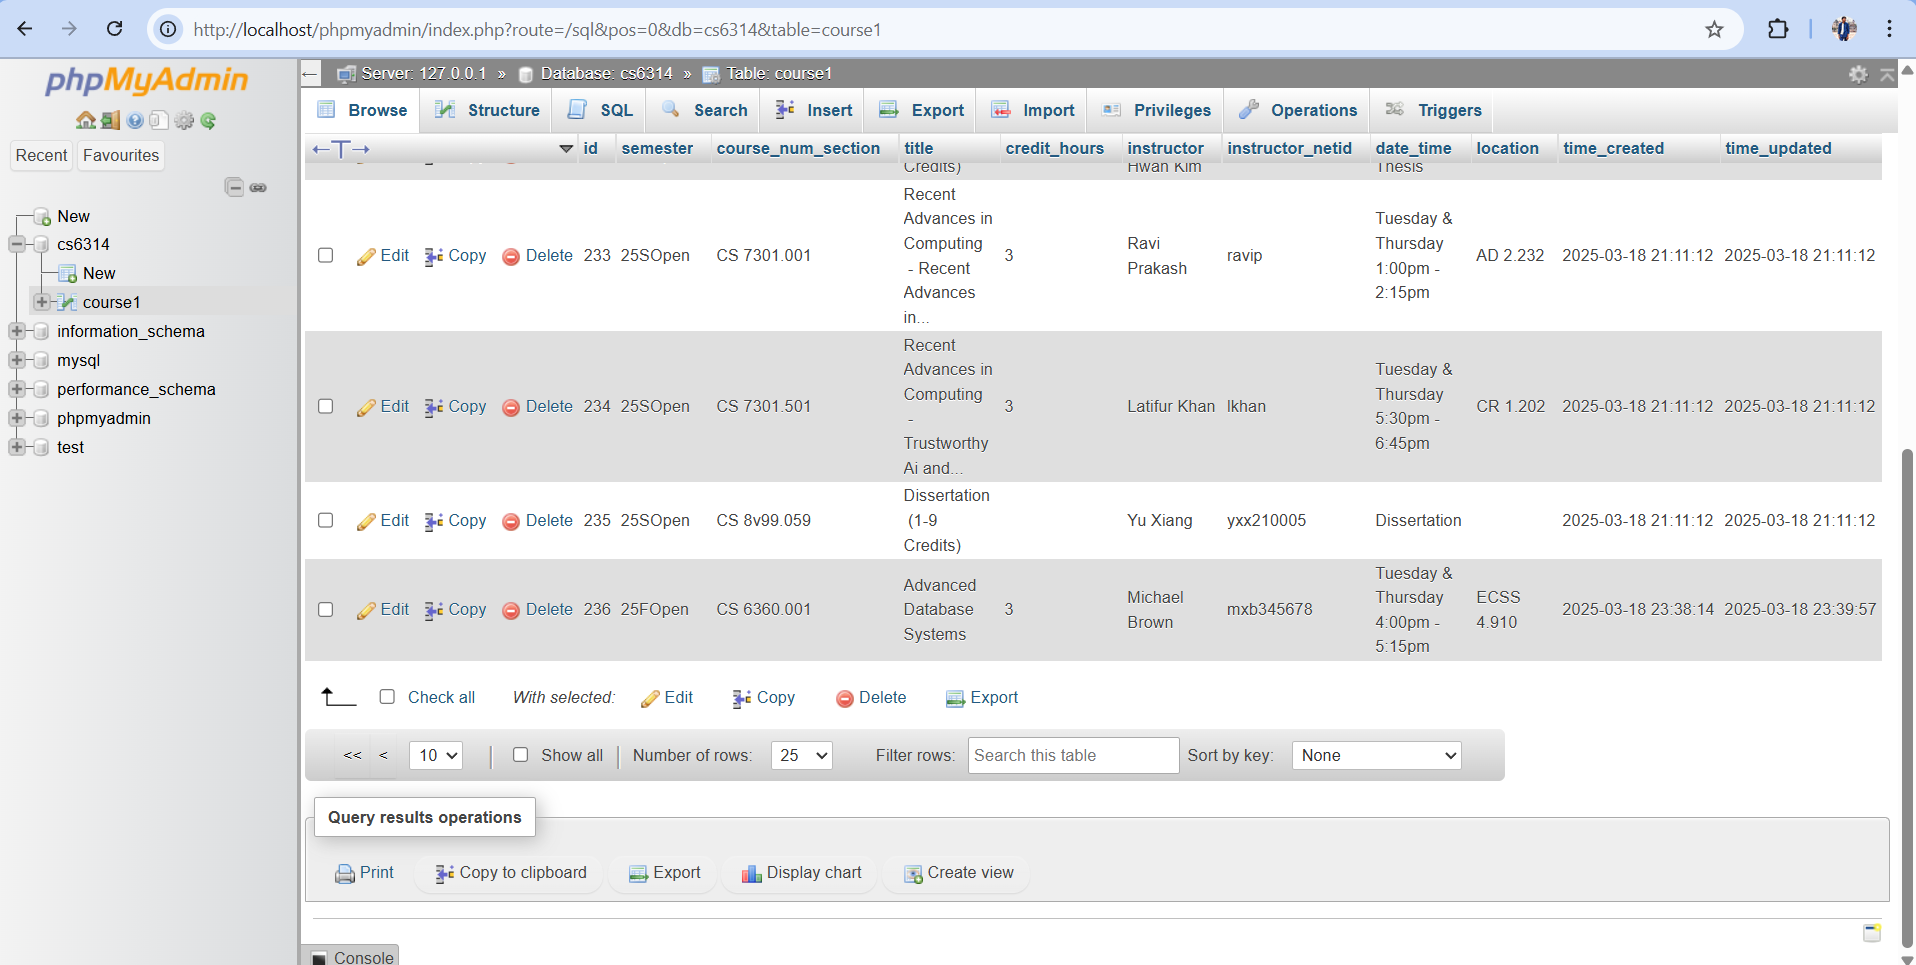 http://localhost/phpmyadmin/index.php?route=/sql&pos=0&db=cs6314&table=course1
phpMyAdmin
Recent Favourites
New
cs6314
New
course1
information_schema
mysql
performance_schema
phpmyadmin
test
Server: 127.0.0.1 » Database: cs6314 » Table: course1
Browse Structure SQL Search Insert Export Import Privileges Operations Triggers
←T→ id semester course_num_section title credit_hours instructor instructor_netid date_time location time_created time_updated
Credits) Hwan Kim Thesis
Edit Copy Delete 233 25SOpen CS 7301.001
Recent
Advances in
Computing
- Recent
Advances
in...
3
Ravi
Prakash
ravip
Tuesday &
Thursday
1:00pm -
2:15pm
AD 2.232 2025-03-18 21:11:12 2025-03-18 21:11:12
Edit Copy Delete 234 25SOpen CS 7301.501
Recent
Advances in
Computing
-
Trustworthy
Ai and...
3
Latifur Khan lkhan
Tuesday &
Thursday
5:30pm -
6:45pm
CR 1.202 2025-03-18 21:11:12 2025-03-18 21:11:12
Edit Copy Delete 235 25SOpen CS 8v99.059
Dissertation
(1-9
Credits)
Yu Xiang yxx210005 Dissertation 2025-03-18 21:11:12 2025-03-18 21:11:12
Edit Copy Delete 236 25FOpen CS 6360.001
Advanced
Database
Systems
3
Michael
Brown
mxb345678
Tuesday &
Thursday
4:00pm -
5:15pm
ECSS
4.910
2025-03-18 23:38:14 2025-03-18 23:39:57
Check all With selected: Edit Copy Delete Export
<< < 10 Show all Number of rows: 25 Filter rows: Search this table Sort by key: None
Query results operations
Print Copy to clipboard Export Display chart Create view
Console